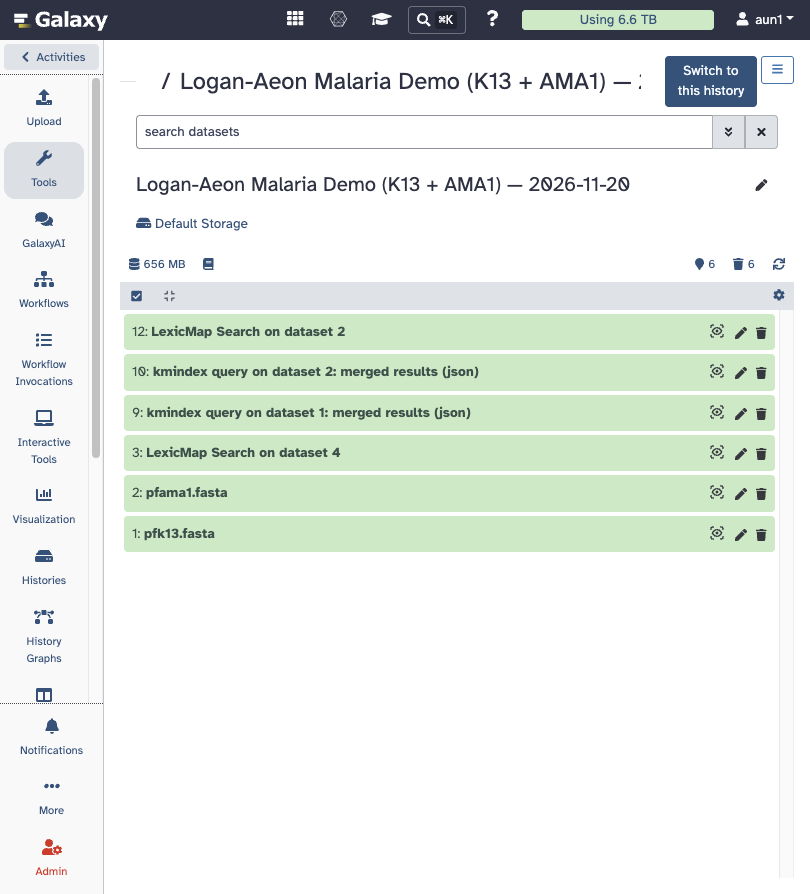 Galaxy
⌘K
Using 6.6 TB
aun1
Activities
Upload
Tools
GalaxyAI
Workflows
Workflow
Invocations
Interactive
Tools
Visualization
Histories
History
Graphs
Notifications
More
Admin
/ Logan-Aeon Malaria Demo (K13 + AMA1) —
Switch to
this history
search datasets
Logan-Aeon Malaria Demo (K13 + AMA1) — 2026-11-20
Default Storage
656 MB
6
6
12: LexicMap Search on dataset 2
10: kmindex query on dataset 2: merged results (json)
9: kmindex query on dataset 1: merged results (json)
3: LexicMap Search on dataset 4
2: pfama1.fasta
1: pfk13.fasta